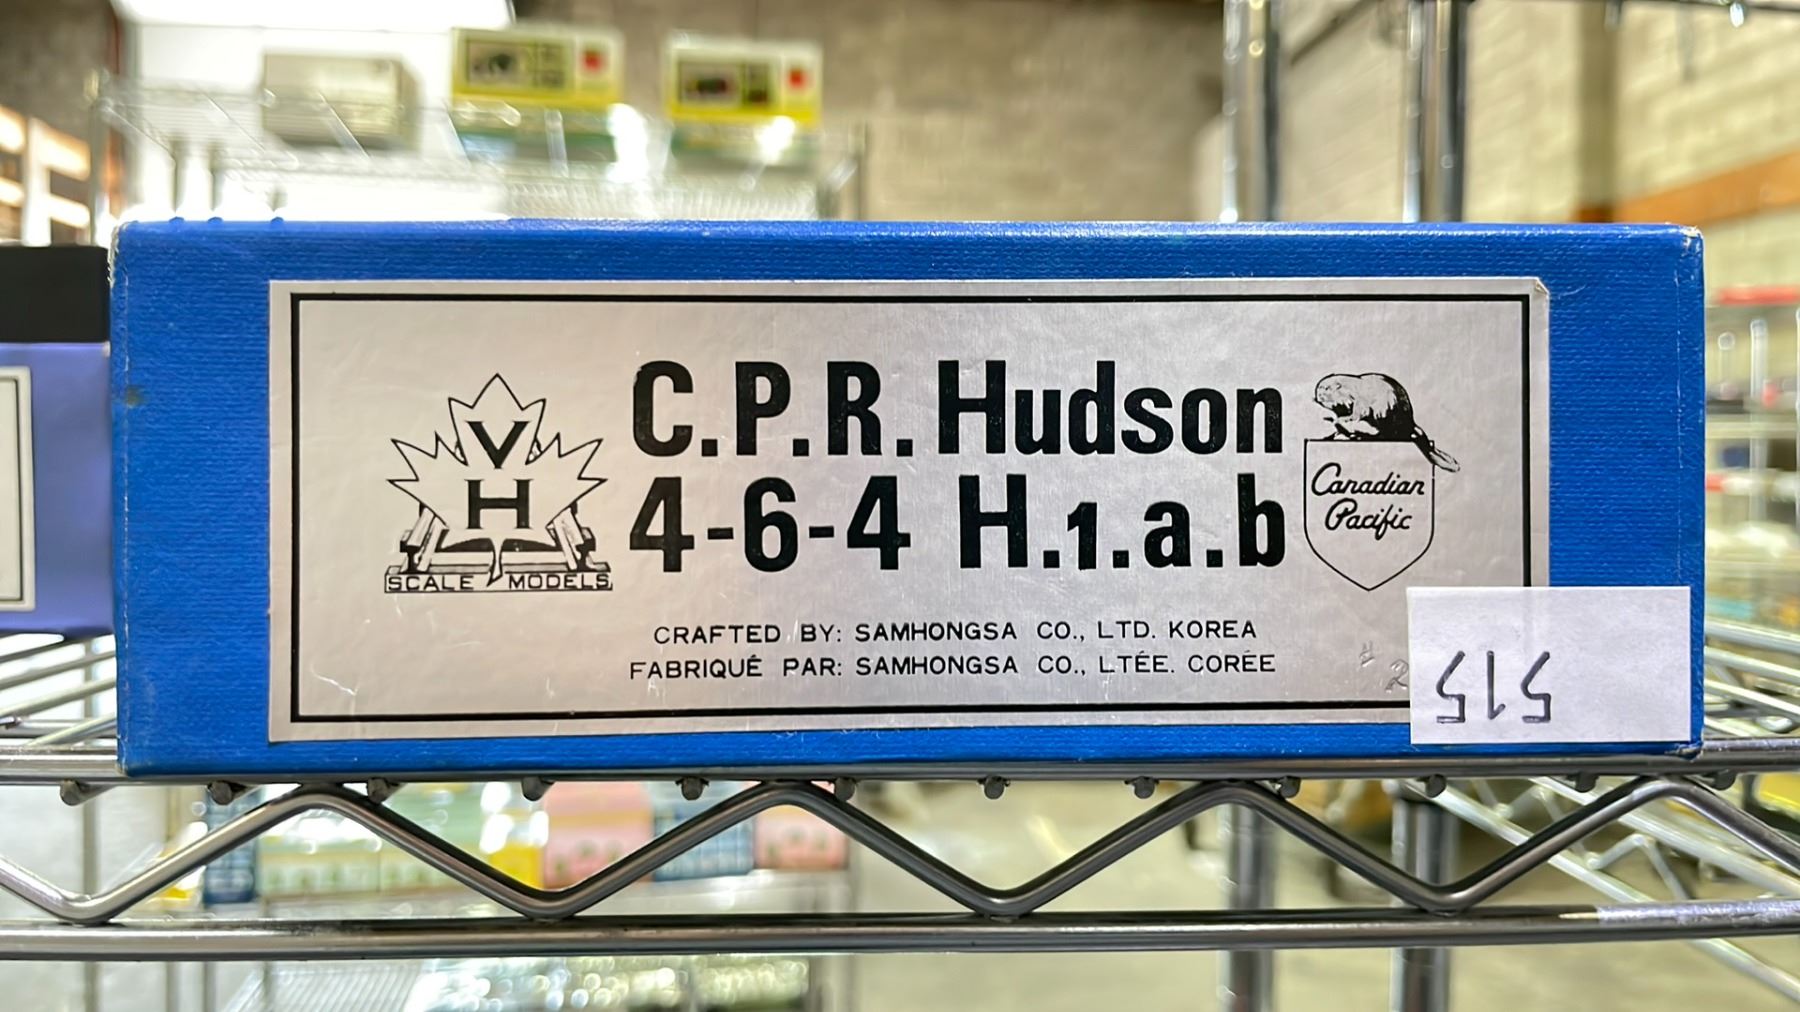 V
H
SCALE MODELS
C.P.R. Hudson
4-6-4 H.1.a.b
Canadian
Pacific
CRAFTED BY: SAMHONGSA CO., LTD. KOREA
FABRIQUÉ PAR: SAMHONGSA CO., LTÉE. CORÉE
# 2
515